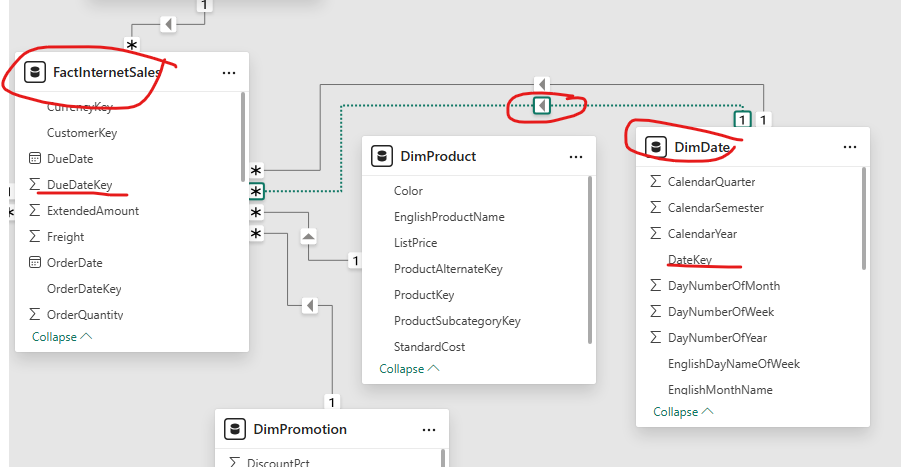 1
*
FactInternetSales
...
CurrencyKey
CustomerKey
DueDate
DueDateKey
ExtendedAmount
Freight
OrderDate
OrderDateKey
OrderQuantity
Collapse
*
*
*
*
*
DimProduct
...
Color
EnglishProductName
ListPrice
ProductAlternateKey
ProductKey
ProductSubcategoryKey
StandardCost
Collapse
1
1 1
DimDate
...
CalendarQuarter
CalendarSemester
CalendarYear
DateKey
DayNumberOfMonth
DayNumberOfWeek
DayNumberOfYear
EnglishDayNameOfWeek
EnglishMonthName
Collapse
1
DimPromotion
...
DiscountPct